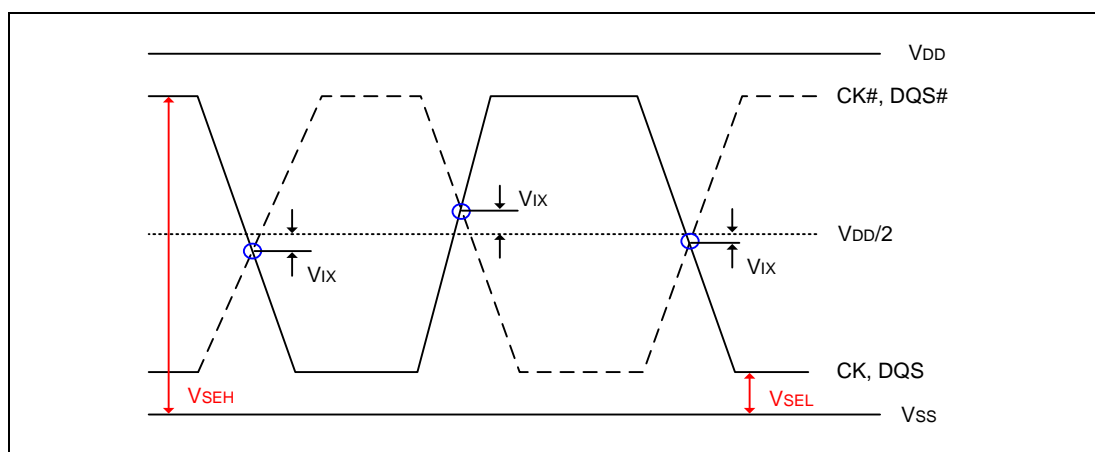 VDD
CK#, DQS#
VIX
VDD/2
VIX
VIX
CK, DQS
VSEH
VSEL
VSS